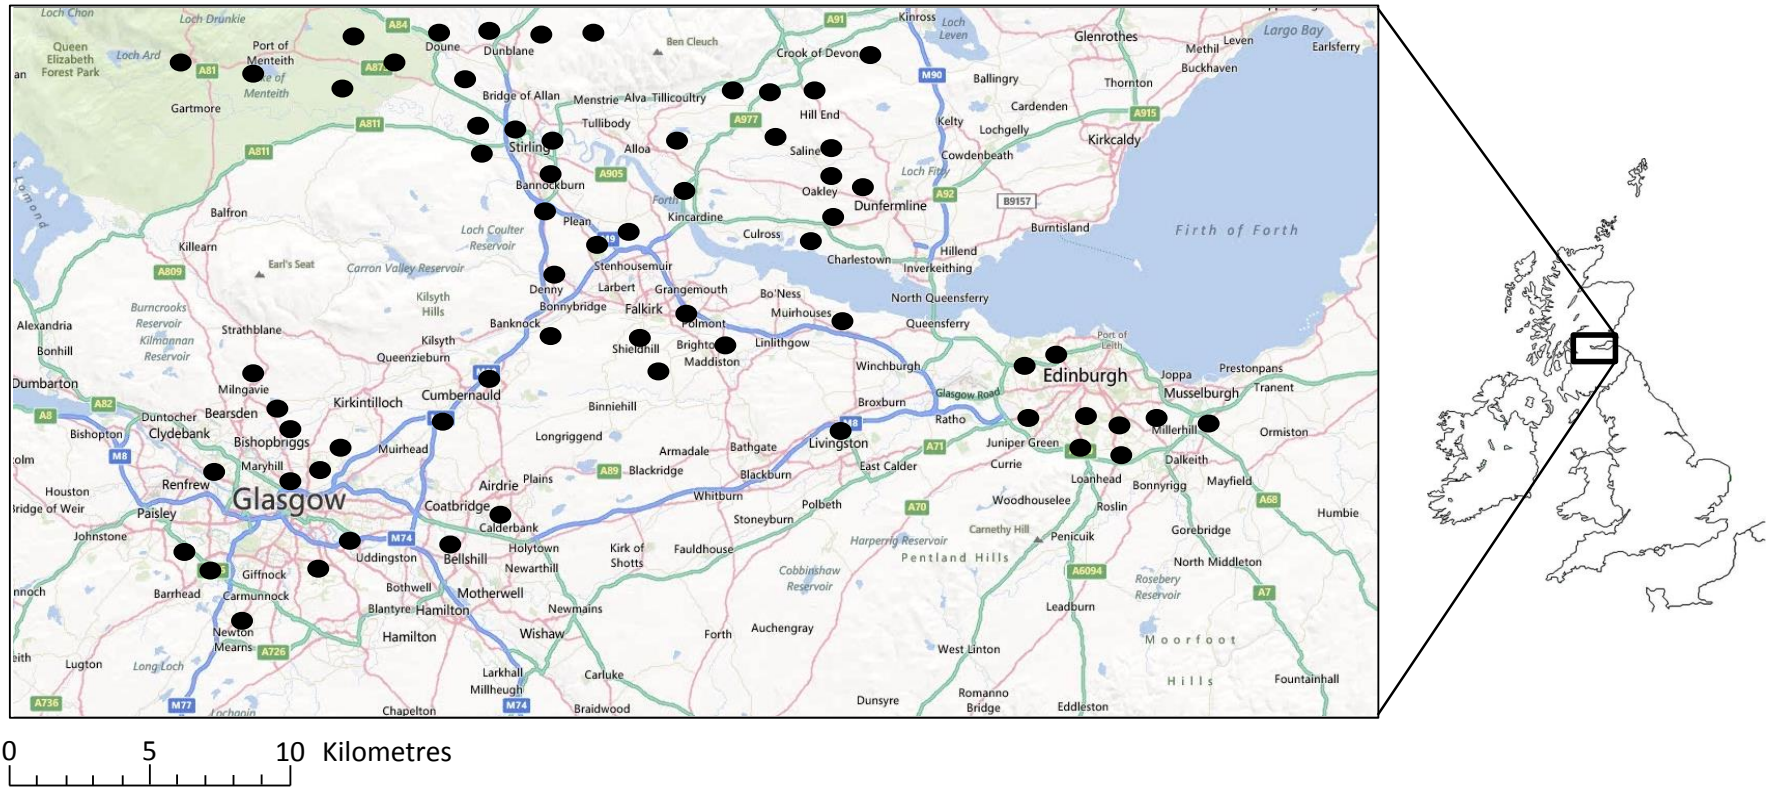 Loch Chon
Loch Drunkie
A84
A91
Kinross
Loch
Leven
Glenrothes
Leven
Largo Bay
Queen
Elizabeth
Forest Park
Loch Ard
Port of
Menteith
Doune
Dunblane
Ben Cleuch
Crook of Devon
Methil
Buckhaven
Earlsferry
an
A81
M90
Ballingry
Thornton
Menteith
Gartmore
Bridge of Allan
Menstrie
Alva
Tillicoultry
Hill End
Cardenden
A915
A811
Tullibody
A977
Kelty
Lochgelly
Kirkcaldy
A811
Stirling
Alloa
Saline
Cowdenbeath
Loch Fitty
Lomond
Bannockburn
A905
Oakley
A92
B9157
Forth
Dunfermline
Balfron
Plean
Kincardine
Burntisland
Firth of Forth
Loch Coulter
Reservoir
Culross
Killearn
Hillend
Charlestown
Inverkeithing
A809
Earl's Seat
Carron Valley Reservoir
Stenhousemuir
Denny
Larbert
Grangemouth
Bo'Ness
North Queensferry
Burncrooks
Reservoir
Kilsyth
Hills
Bonnybridge
Falkirk
Muirhouses
Alexandria
Strathblane
Banknock
Polmont
Queensferry
Port of
Leith
Kilmannan
Reservoir
Kilsyth
Shieldhill
Linlithgow
Bonhill
Queenzieburn
Maddiston
Winchburgh
Edinburgh
Joppa
Prestonpans
Dumbarton
Milngavie
Cumbernauld
Glasgow Road
Musselburgh
Tranent
A8
A82
Duntocher
Bearsden
Kirkintilloch
Binniehill
Broxburn
Bishopton
Clydebank
Bishopbriggs
Longriggend
Ratho
Millerhill
Ormiston
M8
Muirhead
Armadale
Bathgate
Livingston
A71
Juniper Green
Maryhill
East Calder
Currie
Dalkeith
olm
Renfrew
Airdrie
Plains
A89
Blackridge
Blackburn
Loanhead
Bonnyrigg
Mayfield
Houston
Glasgow
Whitburn
Woodhouselee
A68
Bridge of Weir
Paisley
Coatbridge
Polbeth
A70
Roslin
Humbie
Johnstone
Calderbank
Stoneyburn
Carnethy Hill
Gorebridge
M74
Uddingston
Bellshill
Holytown
Kirk of
Shotts
Fauldhouse
Harperrig Reservoir
Penicuik
Pentland Hills
North Middleton
Giffnock
Newarthill
Cobbinshaw
Reservoir
A6094
Rosebery
Reservoir
nnoch
Barrhead
Carmunnock
Bothwell
Motherwell
A7
Blantyre
Hamilton
Newmains
Leadburn
Newton
Mearns
Hamilton
Wishaw
Forth
Auchengray
Moorfoot
Hills
eith
Lugton
Long Loch
A726
West Linton
Larkhall
Carluke
Fountainhall
A736
M77
Millheugh
M74
Braidwood
Dunsyre
Romanno
Bridge
Eddleston
Lochgoin
Chapelton
0 5 10 Kilometres